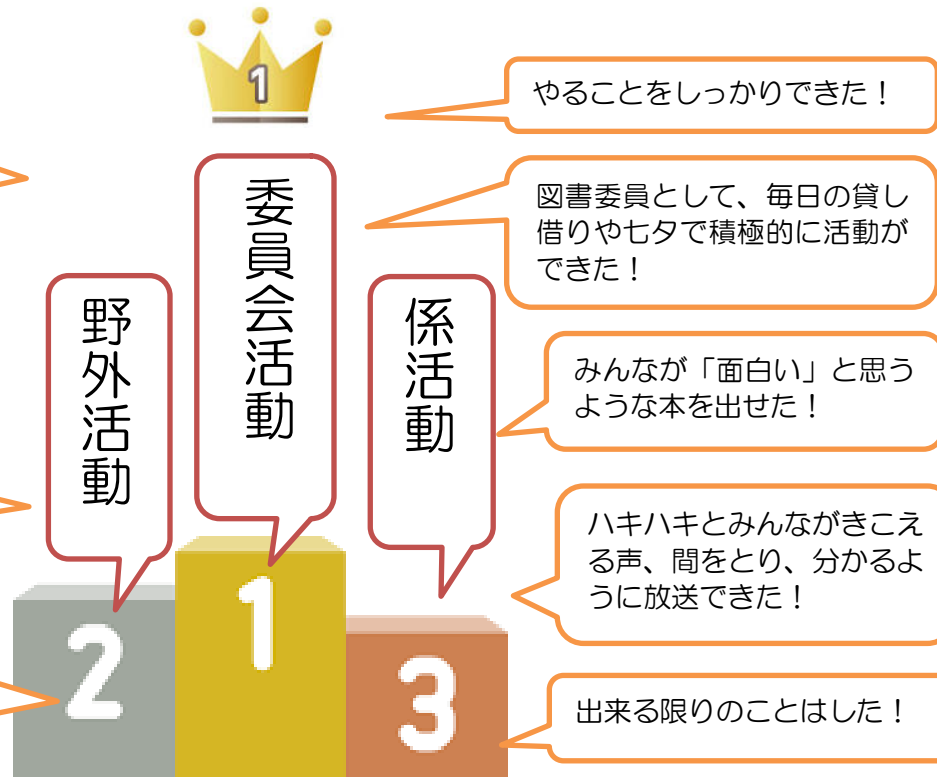 1
やることをしっかりできた！
委員会活動
図書委員として、毎日の貸し
借りや七夕で積極的に活動が
できた！
野外活動
係活動
みんなが「面白い」と思う
ような本を出せた！
ハキハキとみんながきこえ
る声、間をとり、分かるよ
うに放送できた！
2
1
3
出来る限りのことはした！